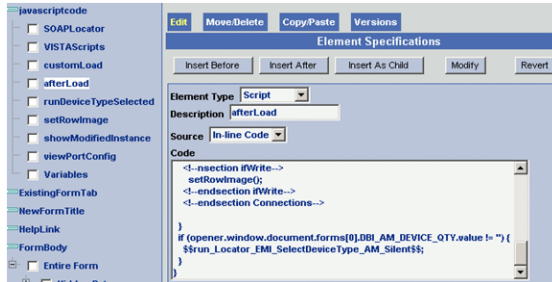 javascriptcode
SOAPLocator
VISTAScripts
customLoad
afterLoad
runDeviceTypeSelected
setRowImage
showModifiedInstance
viewPortConfig
Variables
ExistingFormTab
NewFormTitle
HelpLink
FormBody
Entire Form
Edit Move/Delete Copy/Paste Versions
Element Specifications
Insert Before Insert After Insert As Child Modify Revert
Element Type Script
Description afterLoad
Source In-line Code
Code
<!--nsection ifWrite-->
setRowImage();
<!--endsection ifWrite-->
<!--endsection Connections-->
}
if (opener.window.document.forms[0].DBI_AM_DEVICE_QTY.value != '') {
$$run_Locator_EMI_SelectDeviceType_AM_Silent$$;
}
}